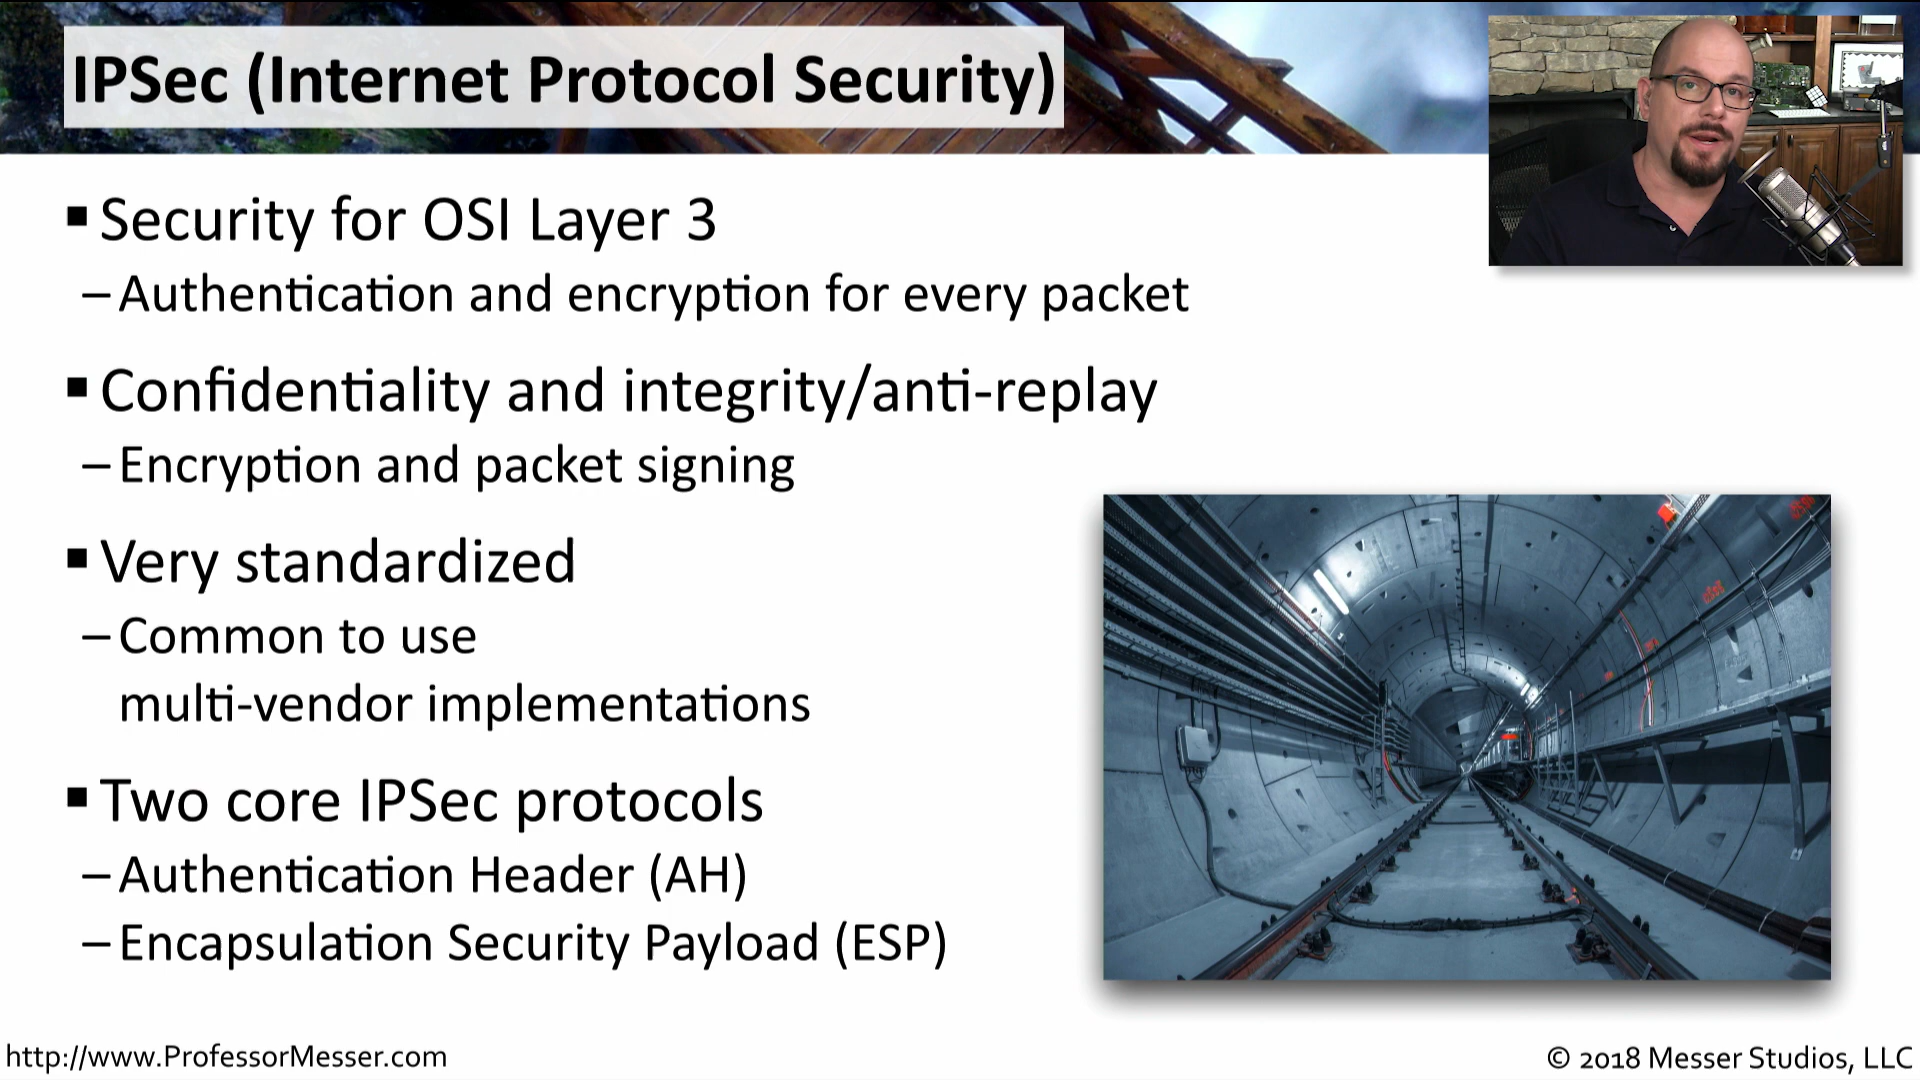 IPSec (Internet Protocol Security)
▪ Security for OSI Layer 3
– Authentication and encryption for every packet
▪ Confidentiality and integrity/anti-replay
– Encryption and packet signing
▪ Very standardized
– Common to use
multi-vendor implementations
▪ Two core IPSec protocols
– Authentication Header (AH)
– Encapsulation Security Payload (ESP)
http://www.ProfessorMesser.com
© 2018 Messer Studios, LLC